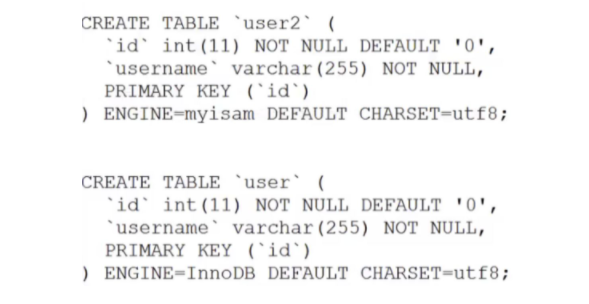 CREATE TABLE `user2` (
`id` int(11) NOT NULL DEFAULT '0',
`username` varchar(255) NOT NULL,
PRIMARY KEY (`id`)
) ENGINE=myisam DEFAULT CHARSET=utf8;
CREATE TABLE `user` (
`id` int(11) NOT NULL DEFAULT '0',
`username` varchar(255) NOT NULL,
PRIMARY KEY (`id`)
) ENGINE=InnoDB DEFAULT CHARSET=utf8;